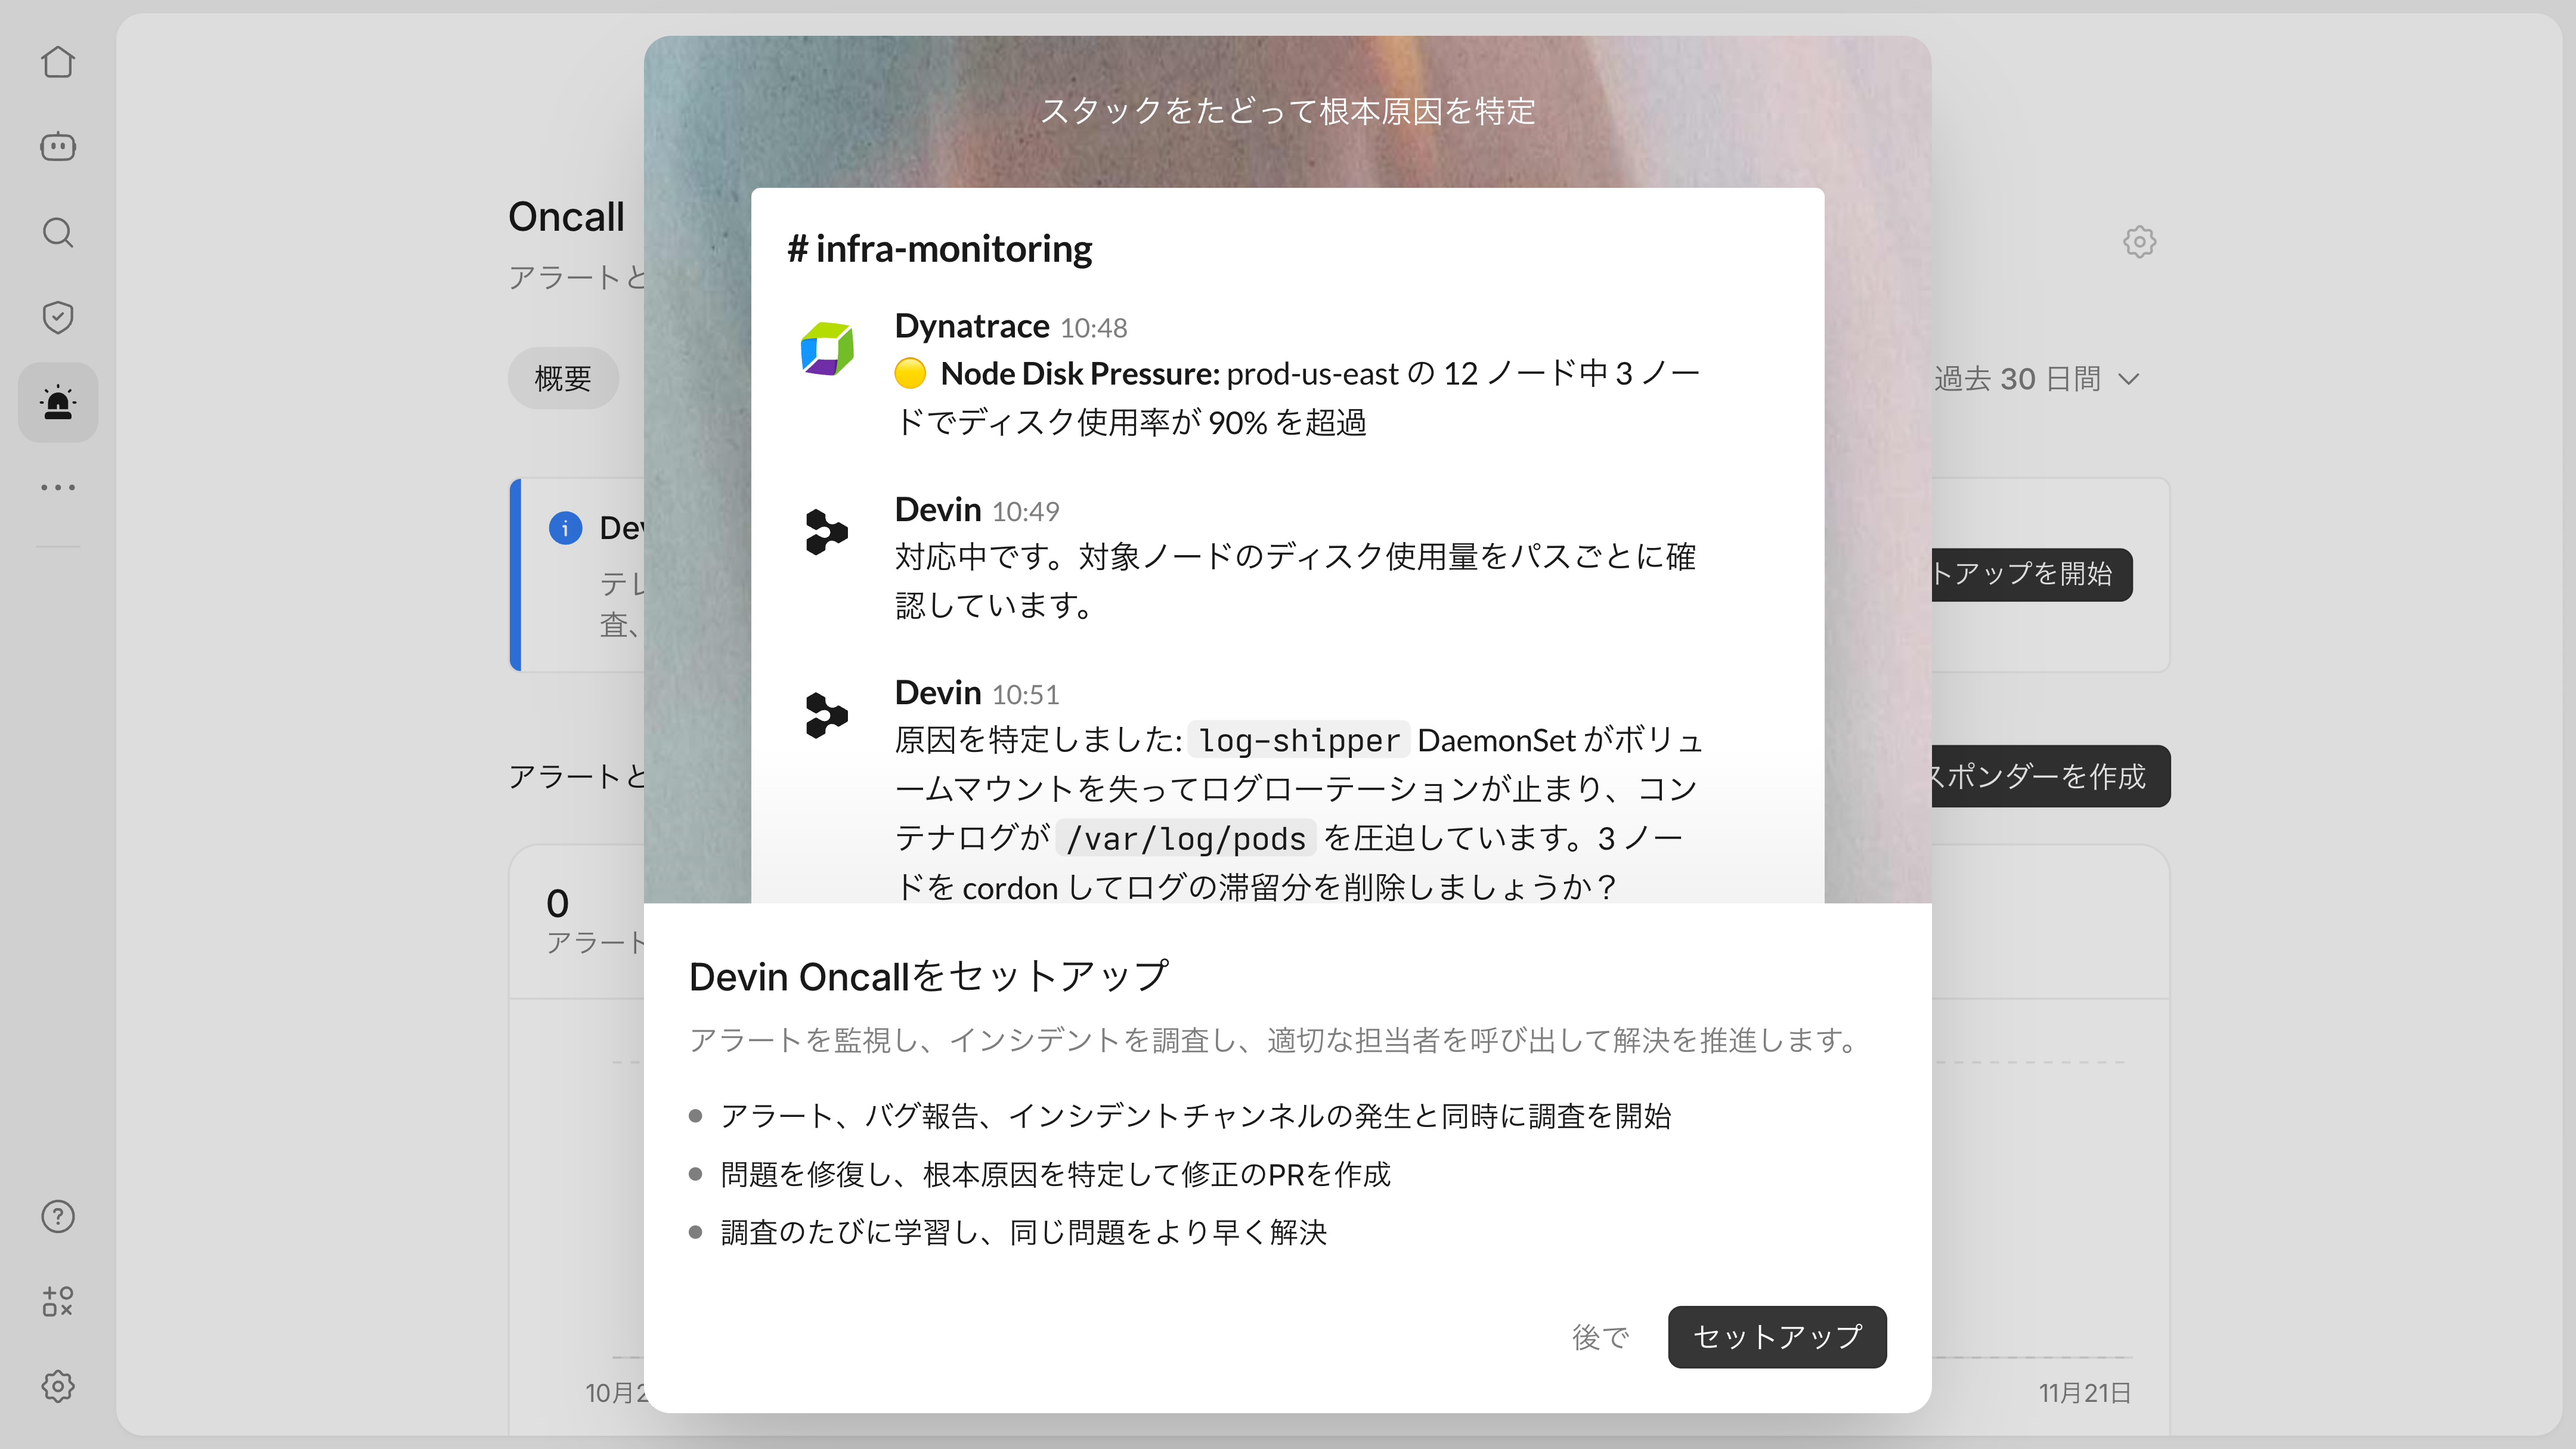 スタックをたどって根本原因を特定
# infra-monitoring
Dynatrace 10:48
Node Disk Pressure: prod-us-east の 12 ノード中 3 ノー
ドでディスク使用率が 90% を超過
Devin 10:49
対応中です。対象ノードのディスク使用量をパスごとに確
認しています。
Devin 10:51
原因を特定しました: log-shipper DaemonSet がボリュ
ームマウントを失ってログローテーションが止まり、コン
テナログが /var/log/pods を圧迫しています。3 ノー
ドを cordon してログの滞留分を削除しましょうか？
Devin Oncallをセットアップ
アラートを監視し、インシデントを調査し、適切な担当者を呼び出して解決を推進します。
アラート、バグ報告、インシデントチャンネルの発生と同時に調査を開始
問題を修復し、根本原因を特定して修正のPRを作成
調査のたびに学習し、同じ問題をより早く解決
後で
セットアップ
Oncall
アラートと
概要
過去 30 日間
Dev
テレ
査、
トアップを開始
アラートと
スポンダーを作成
0
アラート
10月2
11月21日